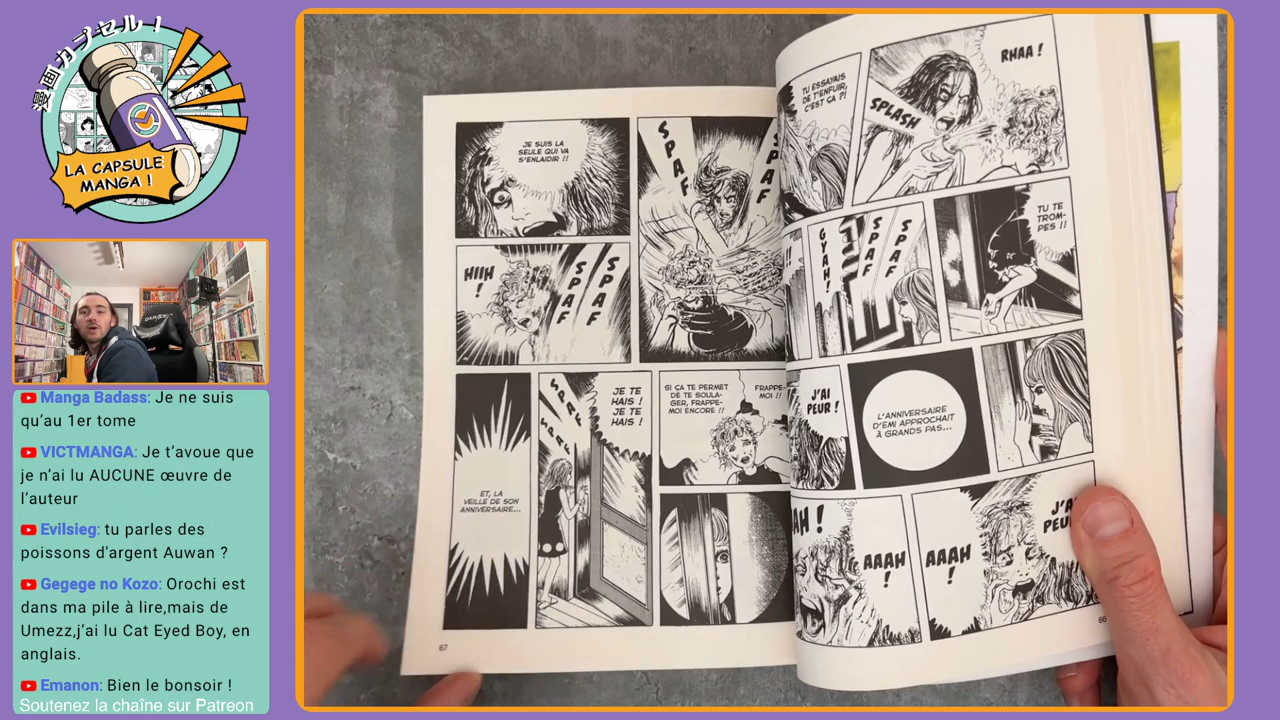 漫画カプセル！
LA CAPSULE
MANGA !
Manga Badass: Je ne suis
qu'au 1er tome
VICTMANGA: Je t'avoue que
je n'ai lu AUCUNE œuvre de
l'auteur
Evilsieg: tu parles des
poissons d'argent Auwan ?
Gegege no Kozo: Orochi est
dans ma pile à lire,mais de
Umezz,j'ai lu Cat Eyed Boy, en
anglais.
Emanon: Bien le bonsoir !
Soutenez la chaîne sur Patreon
TU ESSAYAIS
DE T'ENFUIR,
C'EST ÇA ?!
RHAA !
SPLASH
!!
GYAH !
SPAF
SPAF
TU TE
TROM-
PES !!
J'AI
PEUR !
L'ANNIVERSAIRE
D'EMI APPROCHAIT
À GRANDS PAS...
AH !
AAAH
!
AAAH
!
J'A
PEU
66
JE SUIS LA
SEULE QUI VA
S'ENLAIDIR !!
SPAF
SPAF
HIIH
!
SPAF
SPAF
ET, LA
VEILLE DE SON
ANNIVERSAIRE...
SPAF
SPAF
JE TE
HAIS !
JE TE
HAIS !
SI ÇA TE PERMET
DE TE SOULA-
GER, FRAPPE-
MOI ENCORE !!
FRAPPE-
MOI !!
67